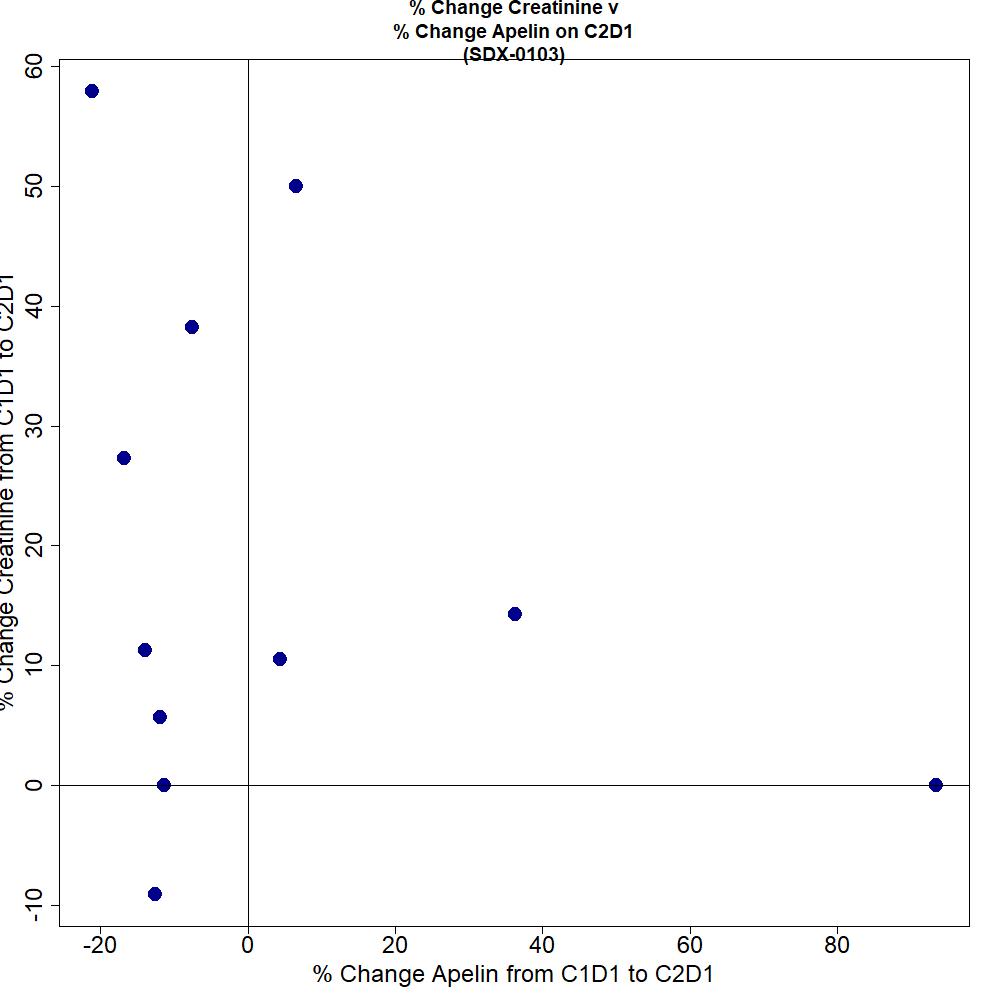 % Change Creatinine v
% Change Apelin on C2D1
(SDX-0103)
% Change Creatinine from C1D1 to C2D1
60
50
40
30
20
10
0
-10
-20
0
20
40
60
80
% Change Apelin from C1D1 to C2D1